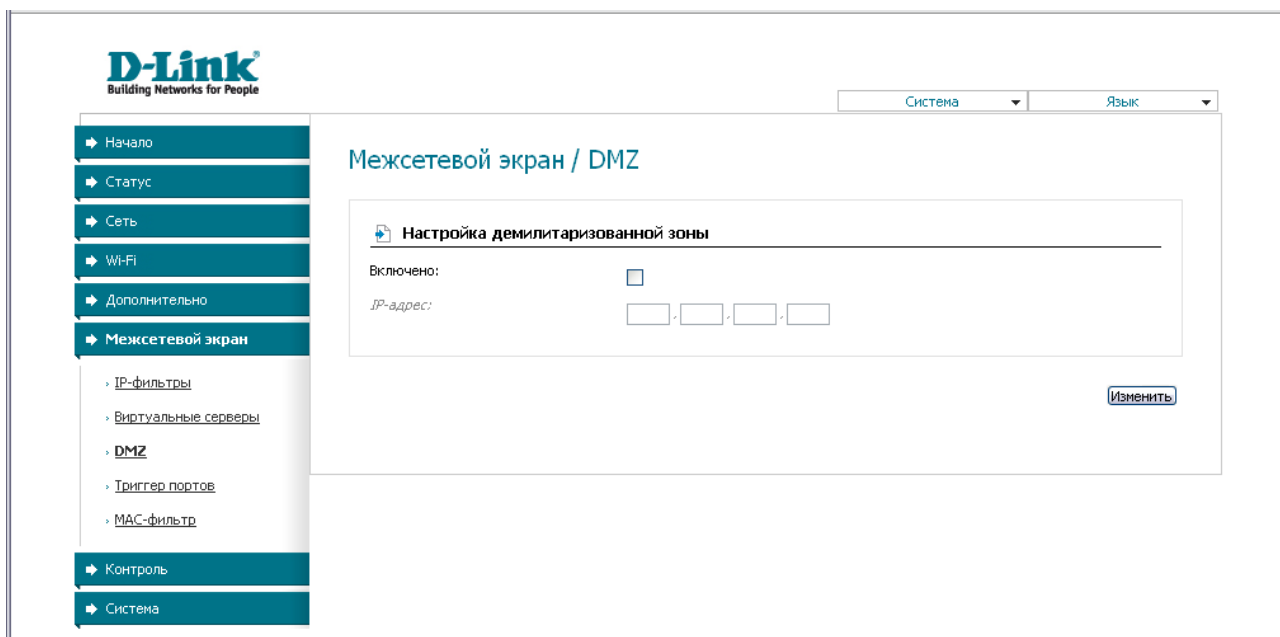 D-Link
Building Networks for People
Система
Язык
Начало
Статус
Сеть
Wi-Fi
Дополнительно
Межсетевой экран
IP-фильтры
Виртуальные серверы
DMZ
Триггер портов
MAC-фильтр
Контроль
Система
Межсетевой экран / DMZ
Настройка демилитаризованной зоны
Включено:
IP-адрес:
. . .
Изменить